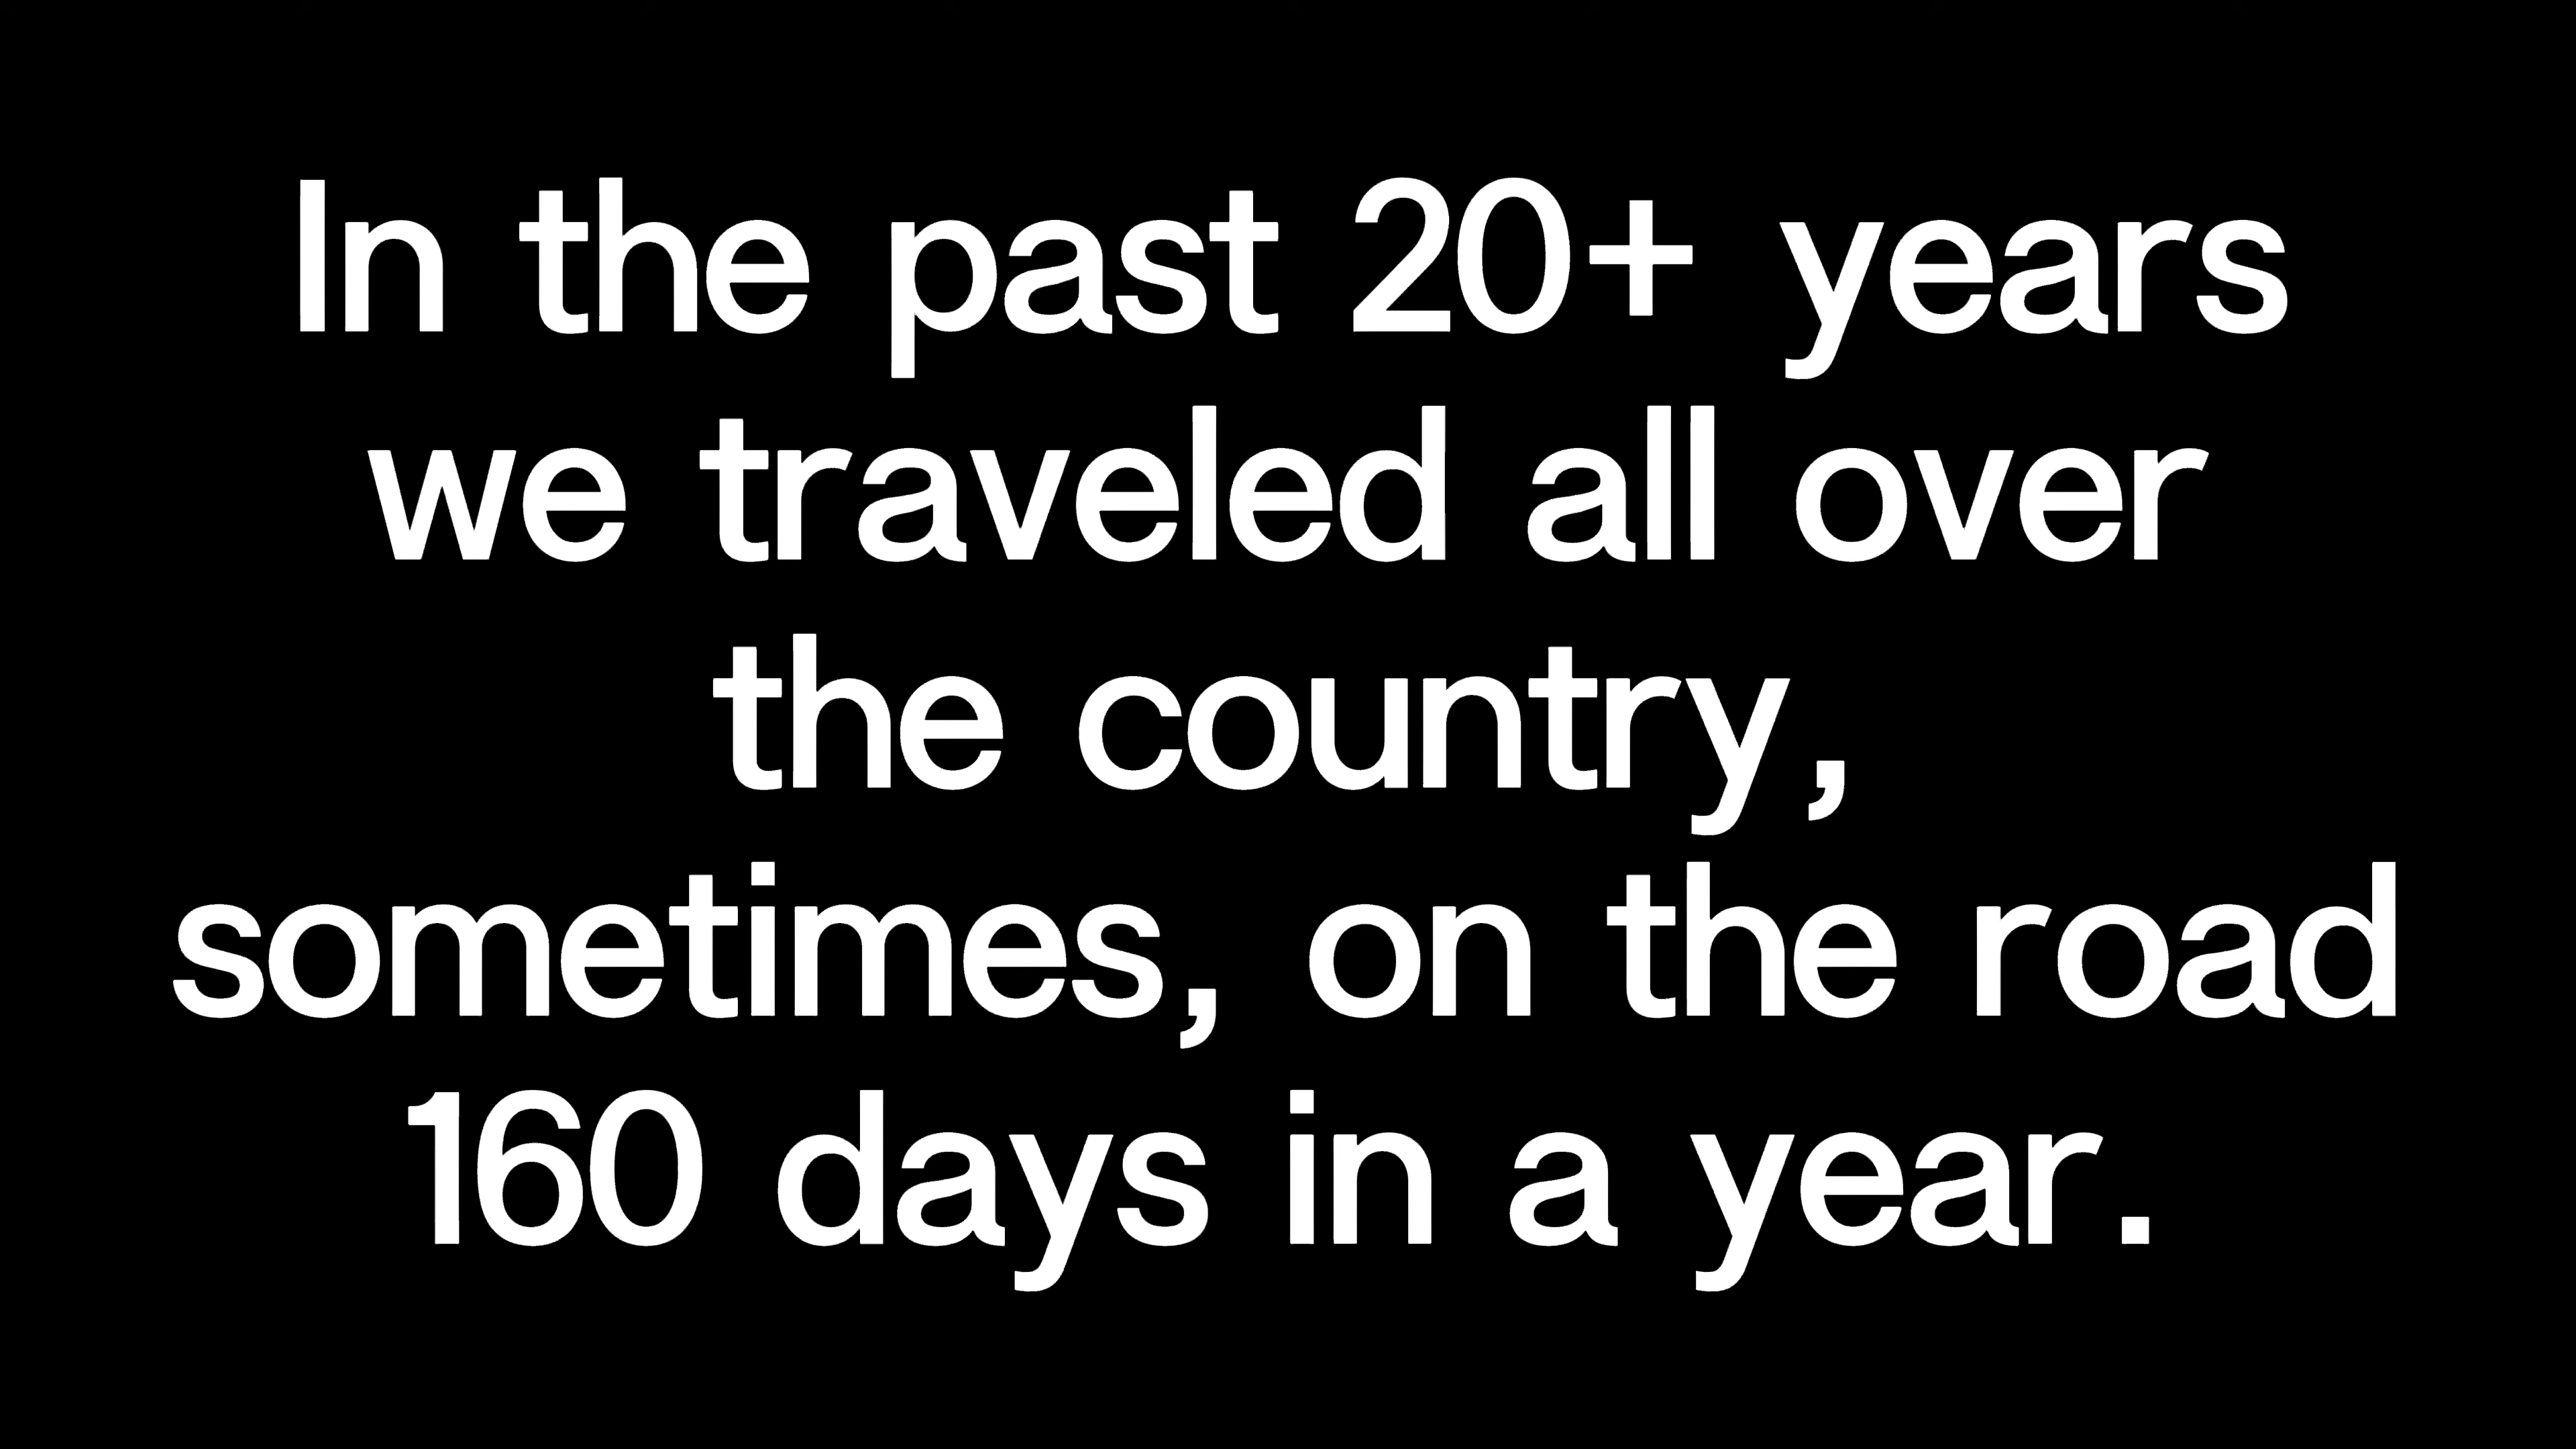 In the past 20+ years
we traveled all over
the country,
sometimes, on the road
160 days in a year.